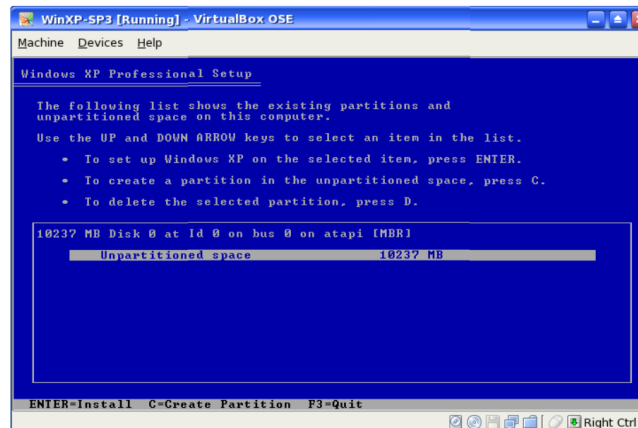 WinXP-SP3 [Running] - VirtualBox OSE
Machine Devices Help
Windows XP Professional Setup
The following list shows the existing partitions and
unpartitioned space on this computer.
Use the UP and DOWN ARROW keys to select an item in the list.
• To set up Windows XP on the selected item, press ENTER.
• To create a partition in the unpartitioned space, press C.
• To delete the selected partition, press D.
10237 MB Disk 0 at Id 0 on bus 0 on atapi [MBR]
Unpartitioned space 10237 MB
ENTER=Install C=Create Partition F3=Quit
Right Ctrl